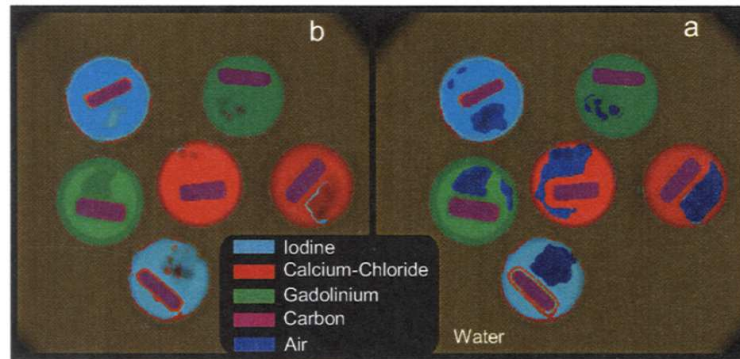 b
a
Iodine
Calcium-Chloride
Gadolinium
Carbon
Air
Water